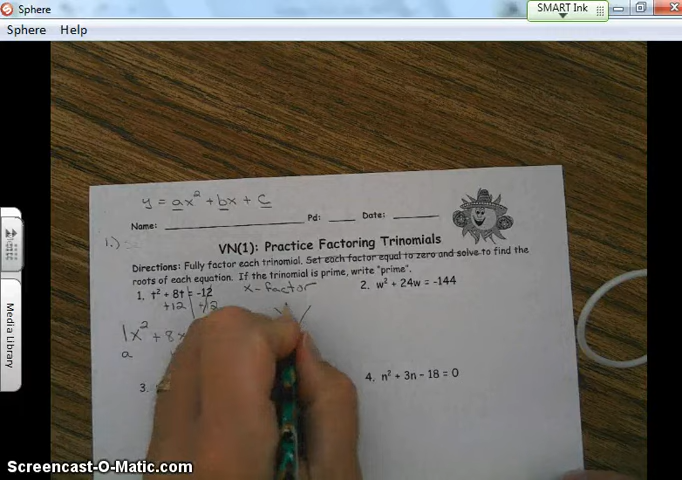 Sphere
SMART Ink
Sphere Help
Media Library
y = ax² + bx + c
Name: Pd: Date:
1.)
VN(1): Practice Factoring Trinomials
Directions: Fully factor each trinomial. Set each factor equal to zero and solve to find the
roots of each equation. If the trinomial is prime, write "prime".
1. t² + 8t = -12
+12 +12
x-factor
2. w² + 24w = -144
1x² + 8x
a
3.
4. n² + 3n - 18 = 0
Screencast-O-Matic.com